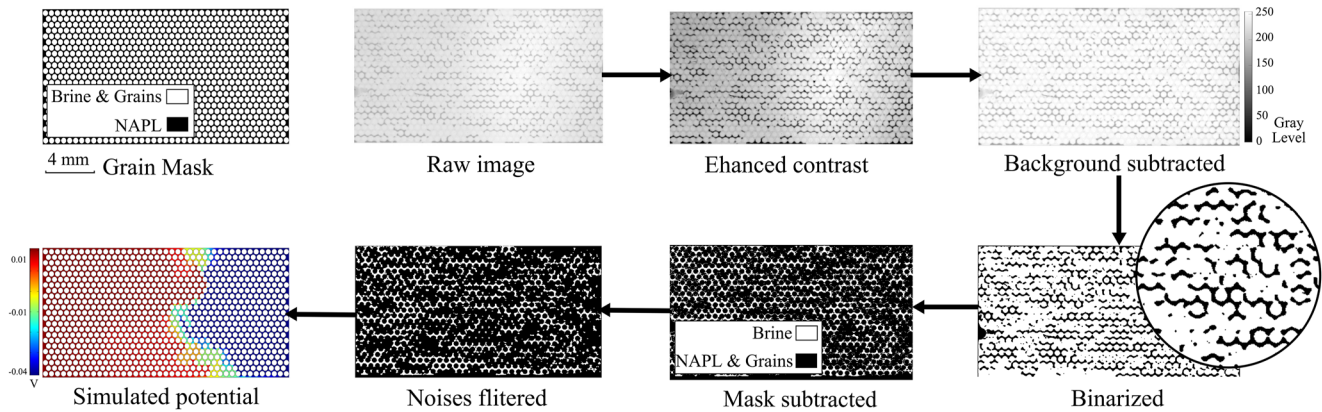 Brine & Grains
NAPL
4 mm
Grain Mask
Raw image
Ehanced contrast
Background subtracted
250
200
150
100
50
0
Gray
Level
0.01
-0.01
-0.04
V
Simulated potential
Noises flitered
Brine
NAPL & Grains
Mask subtracted
Binarized